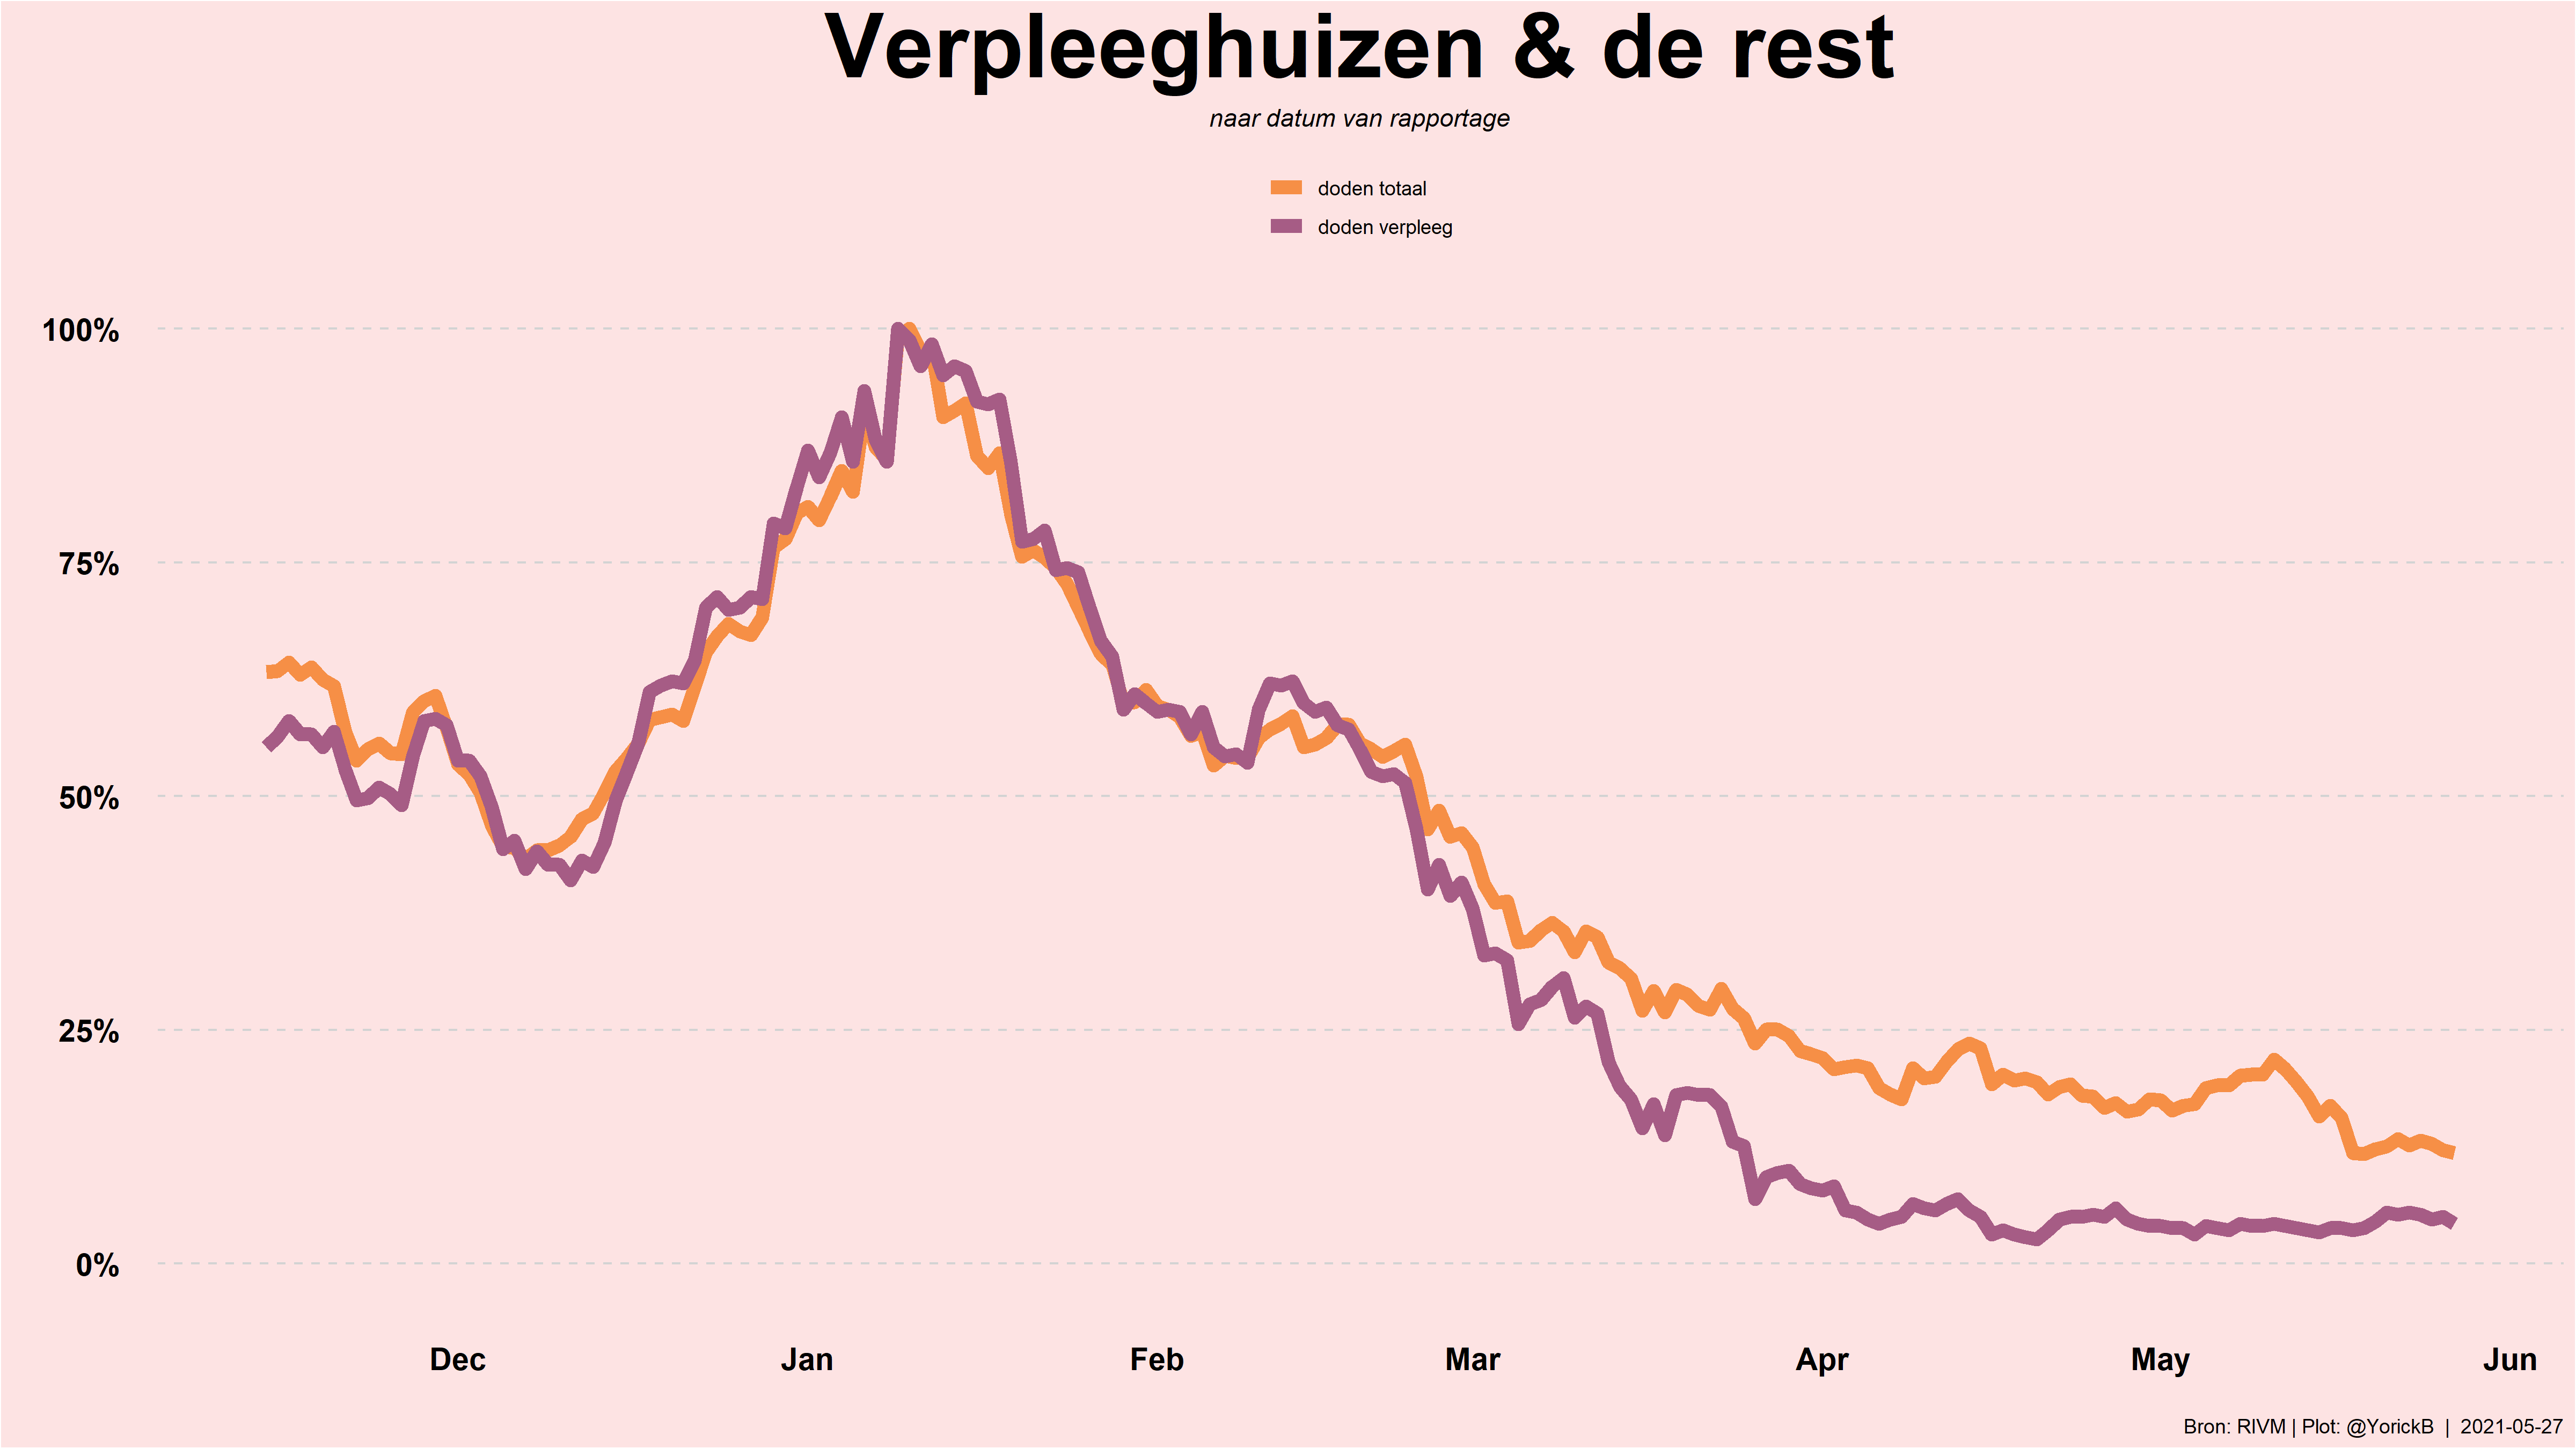 Verpleeghuizen & de rest
naar datum van rapportage
doden totaal
doden verpleeg
100%
75%
50%
25%
0%
Dec Jan Feb Mar Apr May Jun
Bron: RIVM | Plot: @YorickB | 2021-05-27